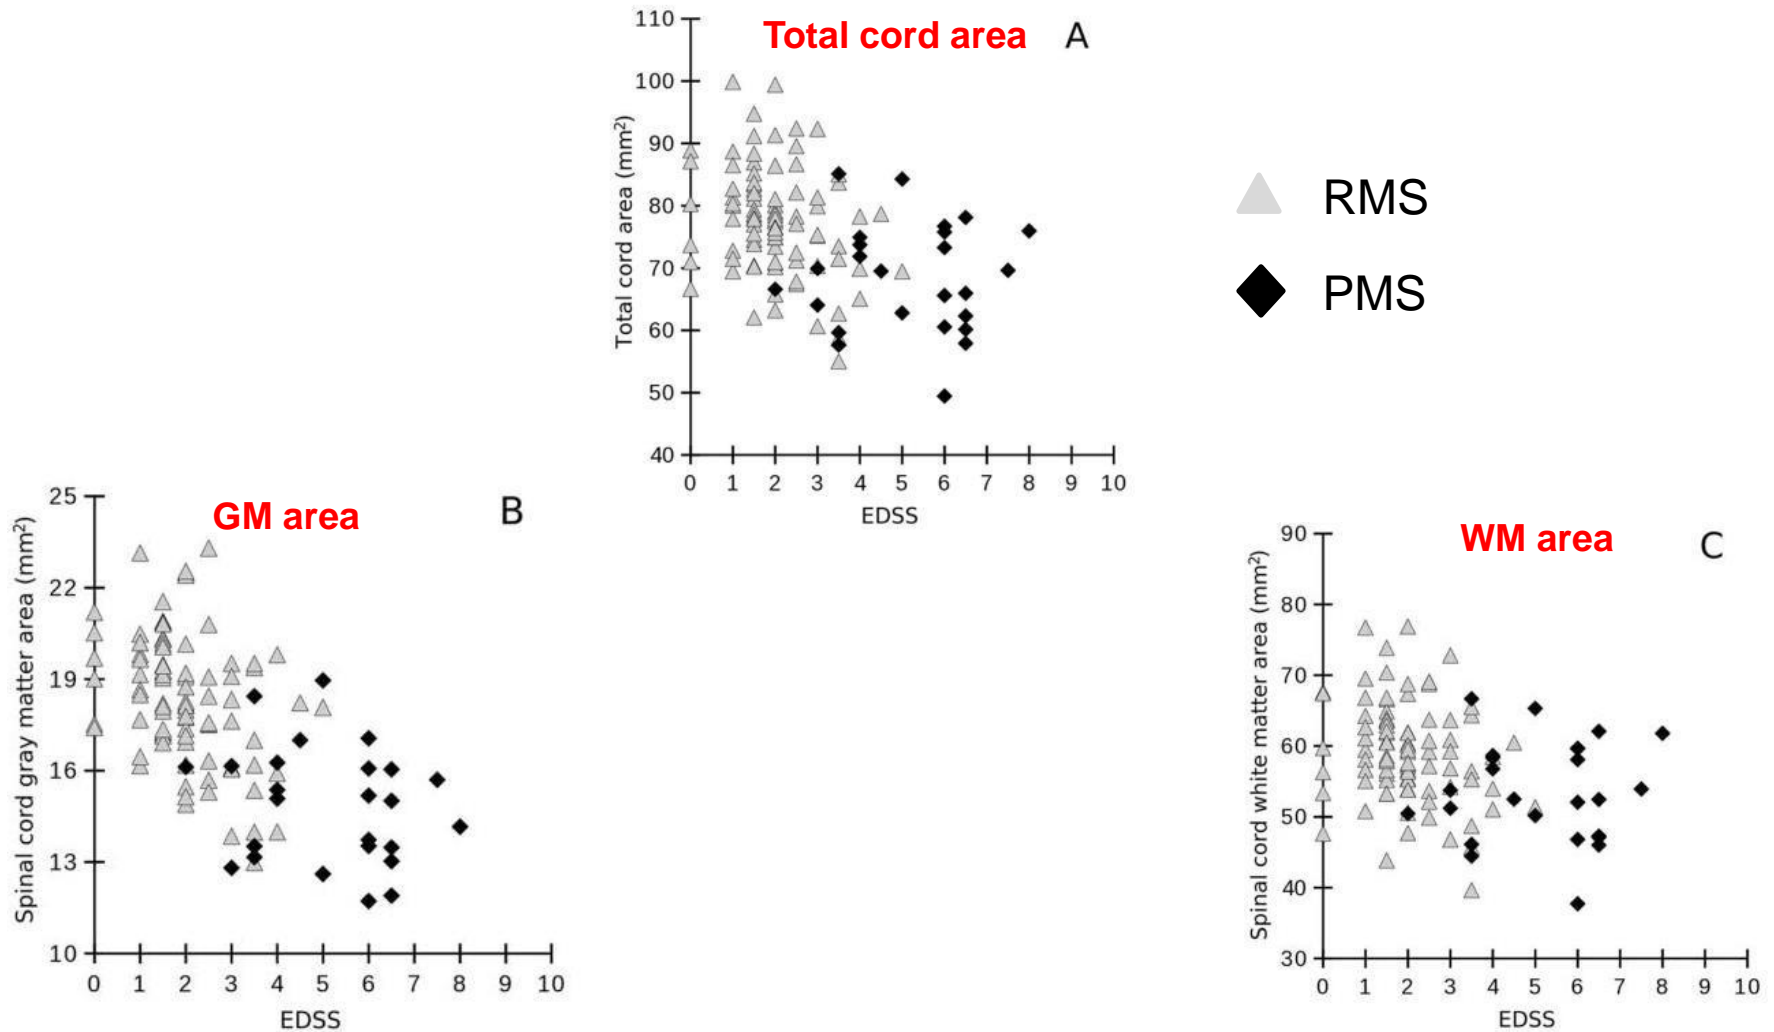 Total cord area
A
110
100
90
80
70
60
50
40
Total cord area (mm²)
0 1 2 3 4 5 6 7 8 9 10
EDSS
RMS
PMS
GM area
B
25
22
19
16
13
10
Spinal cord gray matter area (mm²)
0 1 2 3 4 5 6 7 8 9 10
EDSS
WM area
C
90
80
70
60
50
40
30
Spinal cord white matter area (mm²)
0 1 2 3 4 5 6 7 8 9 10
EDSS